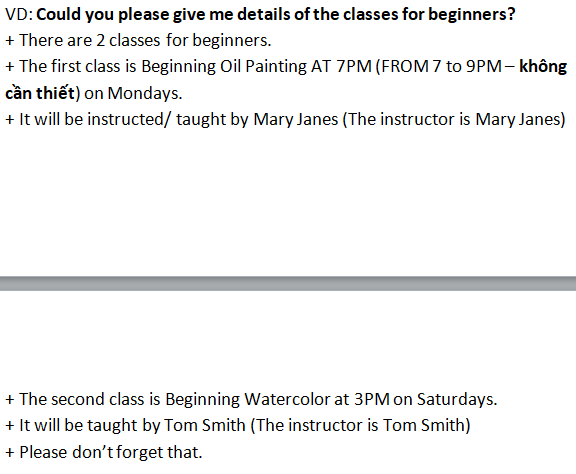 VD: Could you please give me details of the classes for beginners?
+ There are 2 classes for beginners.
+ The first class is Beginning Oil Painting AT 7PM (FROM 7 to 9PM – không
cần thiết) on Mondays.
+ It will be instructed/ taught by Mary Janes (The instructor is Mary Janes)
+ The second class is Beginning Watercolor at 3PM on Saturdays.
+ It will be taught by Tom Smith (The instructor is Tom Smith)
+ Please don’t forget that.